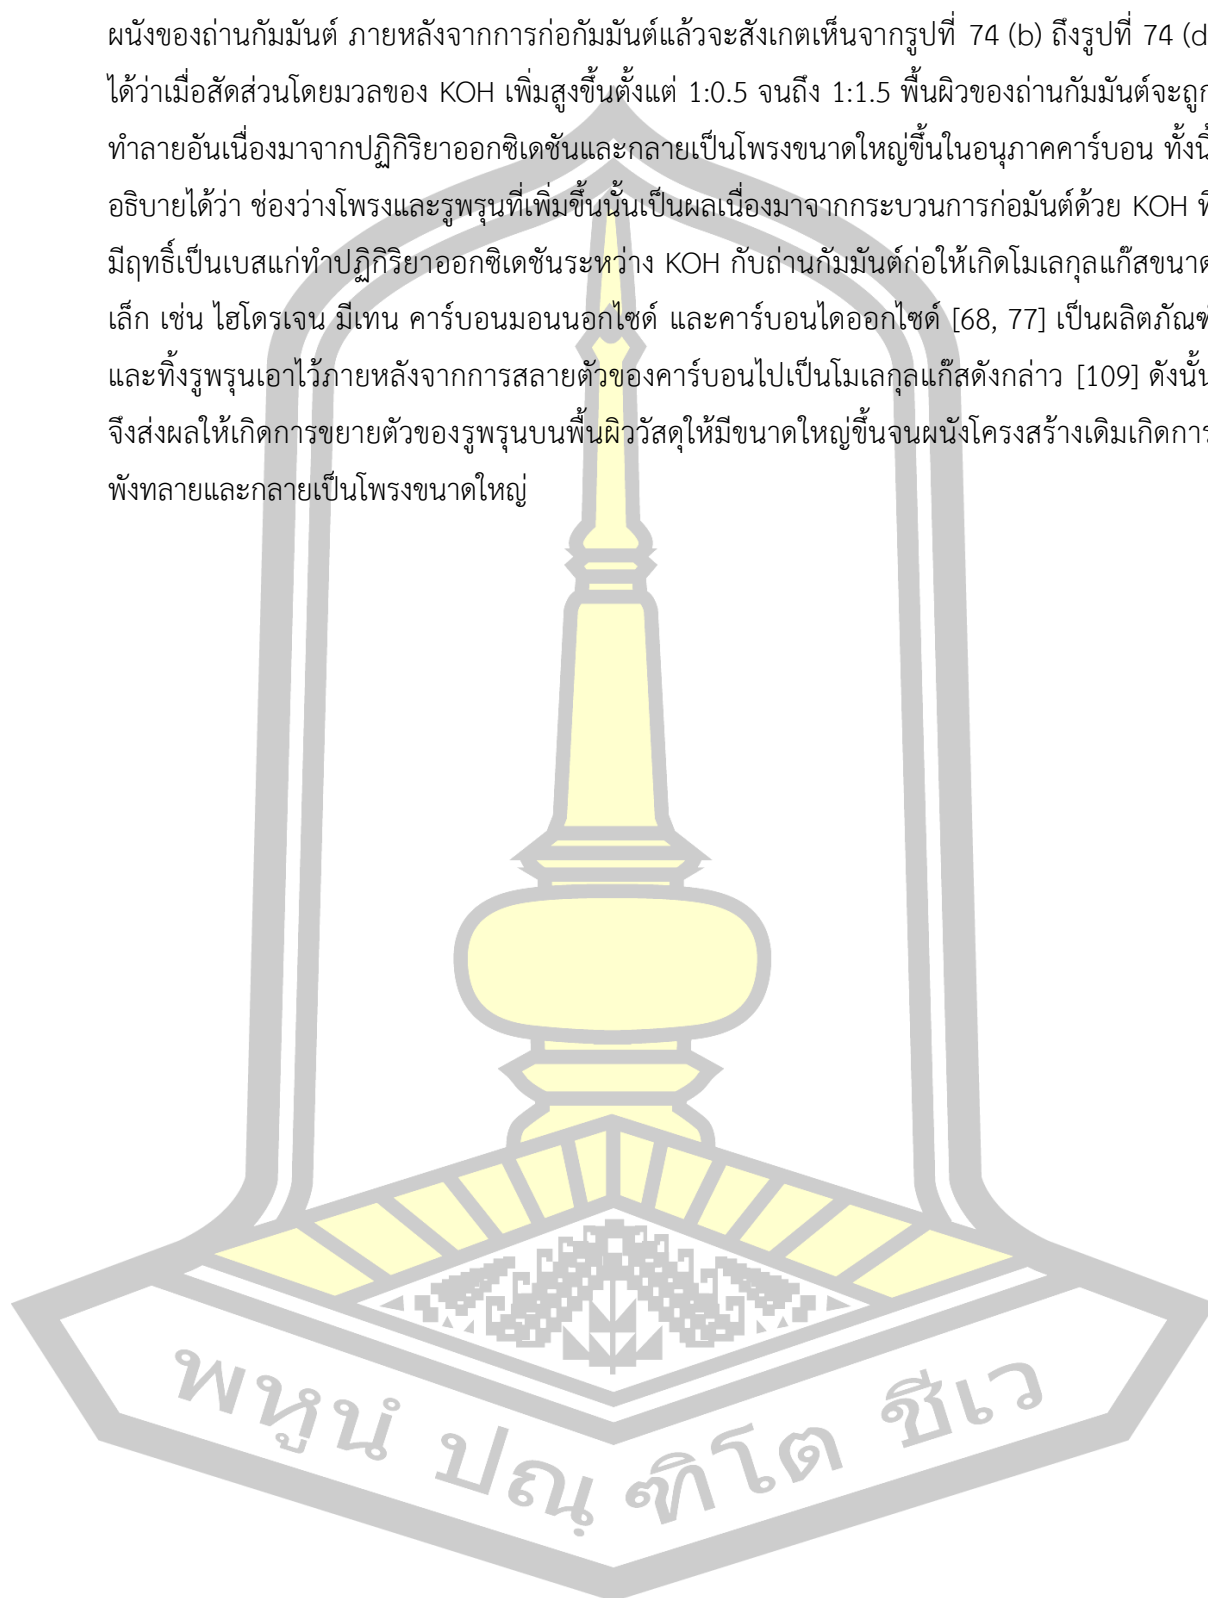 ผนังของถ่านกัมมันต์ ภายหลังจากการก่อกัมมันต์แล้วจะสังเกตเห็นจากรูปที่ 74 (b) ถึงรูปที่ 74 (d
ได้ว่าเมื่อสัดส่วนโดยมวลของ KOH เพิ่มสูงขึ้นตั้งแต่ 1:0.5 จนถึง 1:1.5 พื้นผิวของถ่านกัมมันต์จะถูก
ทำลายอันเนื่องมาจากปฏิกิริยาออกซิเดชันและกลายเป็นโพรงขนาดใหญ่ขึ้นในอนุภาคคาร์บอน ทั้งนี้
อธิบายได้ว่า ช่องว่างโพรงและรูพรุนที่เพิ่มขึ้นนั้นเป็นผลเนื่องมาจากกระบวนการก่อมันต์ด้วย KOH ที่
มีฤทธิ์เป็นเบสแก่ทำปฏิกิริยาออกซิเดชันระหว่าง KOH กับถ่านกัมมันต์ก่อให้เกิดโมเลกุลแก๊สขนาด
เล็ก เช่น ไฮโดรเจน มีเทน คาร์บอนมอนนอกไซด์ และคาร์บอนไดออกไซด์ [68, 77] เป็นผลิตภัณฑ์
และทิ้งรูพรุนเอาไว้ภายหลังจากการสลายตัวของคาร์บอนไปเป็นโมเลกุลแก๊สดังกล่าว [109] ดังนั้น
จึงส่งผลให้เกิดการขยายตัวของรูพรุนบนพื้นผิววัสดุให้มีขนาดใหญ่ขึ้นจนผนังโครงสร้างเดิมเกิดการ
พังทลายและกลายเป็นโพรงขนาดใหญ่
พหูนํ ปณฺ ฑิโต ชีเว